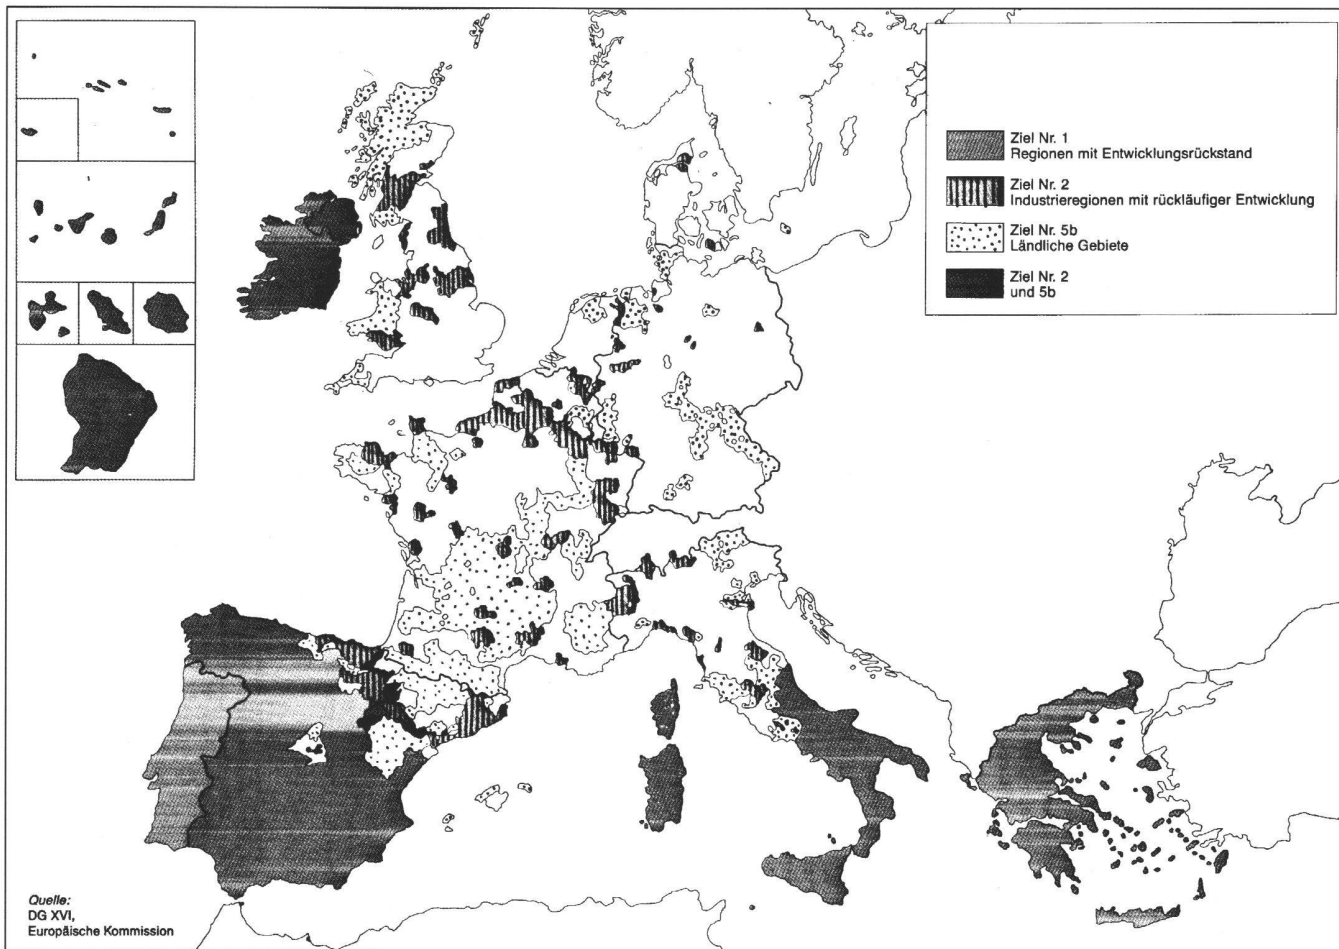 Ziel Nr. 1
Regionen mit Entwicklungsrückstand
Ziel Nr. 2
Industrieregionen mit rückläufiger Entwicklung
Ziel Nr. 5b
Ländliche Gebiete
Ziel Nr. 2
und 5b
Quelle:
DG XVI,
Europäische Kommission